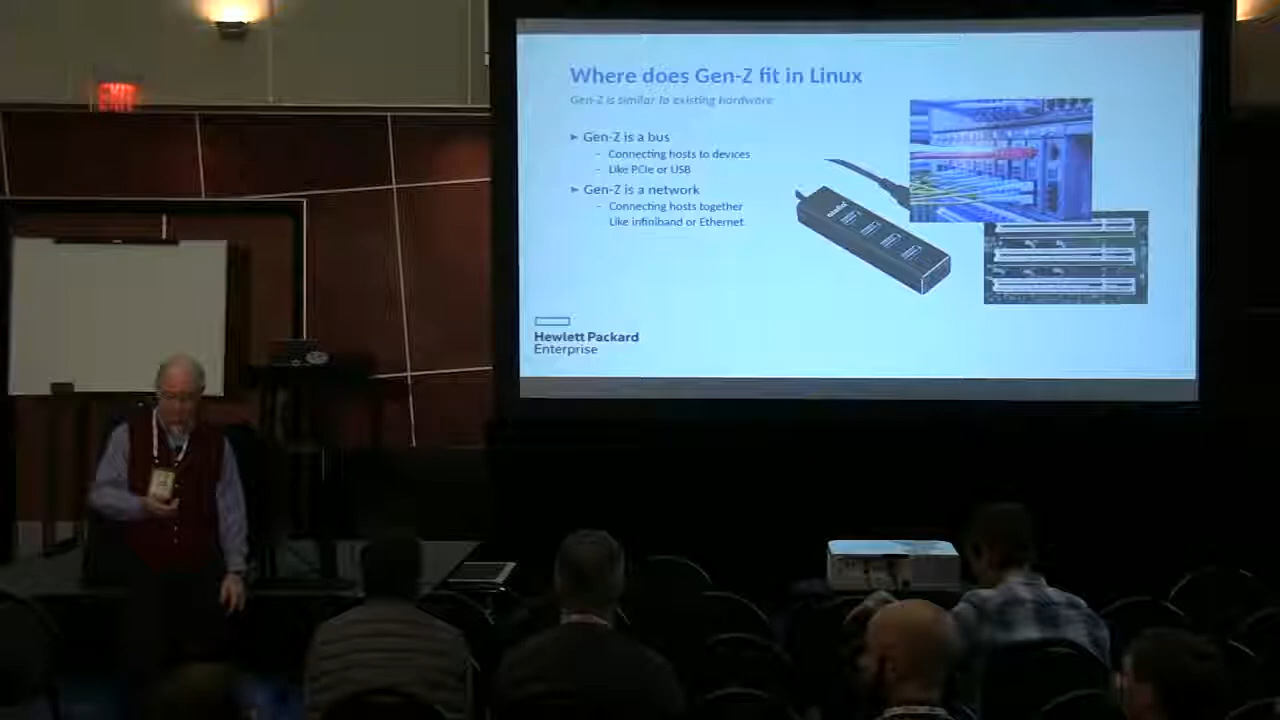 EXIT
Where does Gen-Z fit in Linux
Gen-Z is similar to existing hardware
► Gen-Z is a bus
- Connecting hosts to devices
- Like PCIe or USB
► Gen-Z is a network
- Connecting hosts together
Like infiniband or Ethernet
Hewlett Packard
Enterprise